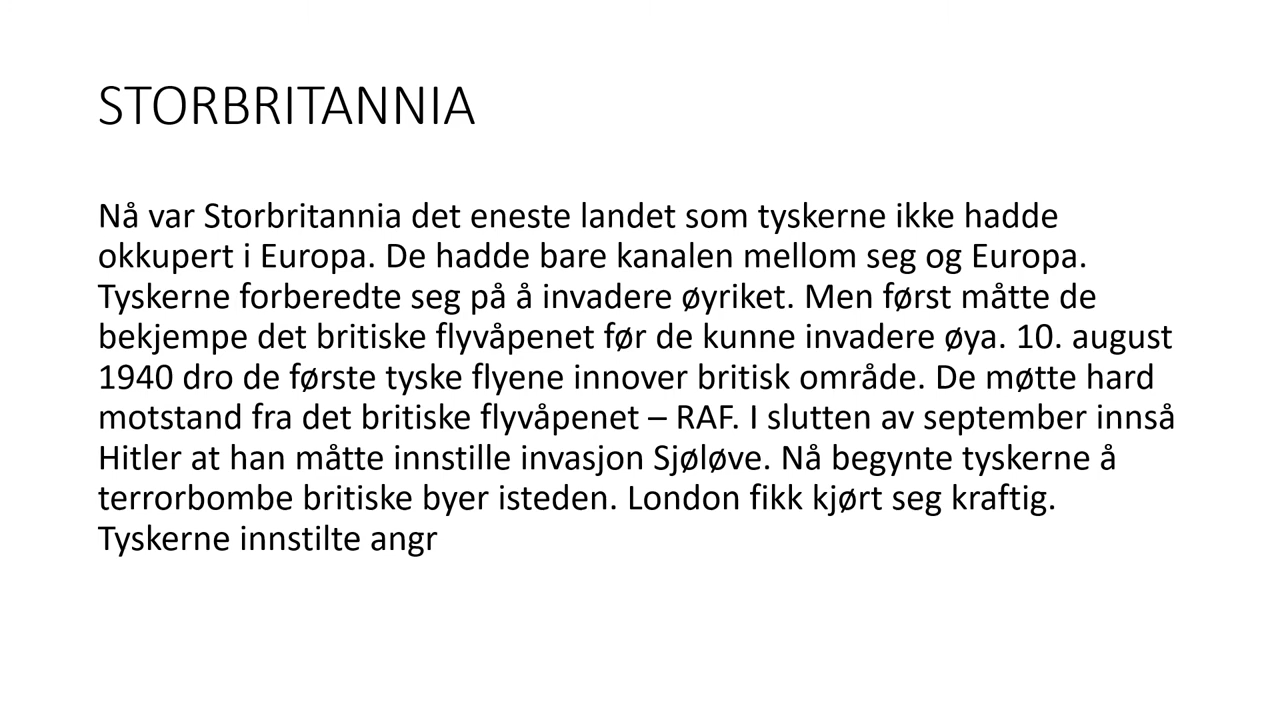 STORBRITANNIA
Nå var Storbritannia det eneste landet som tyskerne ikke hadde
okkupert i Europa. De hadde bare kanalen mellom seg og Europa.
Tyskerne forberedte seg på å invadere øyriket. Men først måtte de
bekjempe det britiske flyvåpenet før de kunne invadere øya. 10. august
1940 dro de første tyske flyene innover britisk område. De møtte hard
motstand fra det britiske flyvåpenet – RAF. I slutten av september innså
Hitler at han måtte innstille invasjon Sjøløve. Nå begynte tyskerne å
terrorbombe britiske byer isteden. London fikk kjørt seg kraftig.
Tyskerne innstilte angr